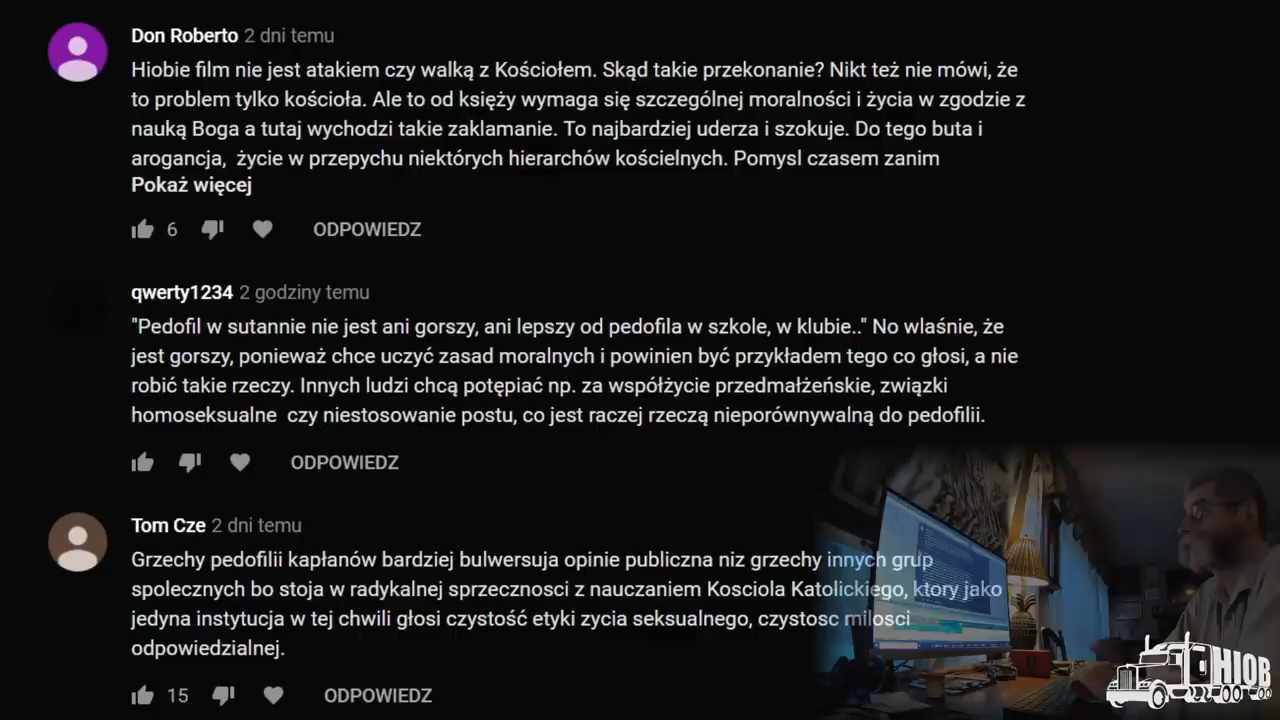 Don Roberto 2 dni temu
Hiobie film nie jest atakiem czy walką z Kościołem. Skąd takie przekonanie? Nikt też nie mówi, że
to problem tylko kościoła. Ale to od księży wymaga się szczególnej moralności i życia w zgodzie z
nauką Boga a tutaj wychodzi takie zaklamanie. To najbardziej uderza i szokuje. Do tego buta i
arogancja,  życie w przepychu niektórych hierarchów kościelnych. Pomysl czasem zanim
Pokaż więcej
6 ODPOWIEDZ
qwerty1234 2 godziny temu
"Pedofil w sutannie nie jest ani gorszy, ani lepszy od pedofila w szkole, w klubie.." No wlaśnie, że
jest gorszy, ponieważ chce uczyć zasad moralnych i powinien być przykładem tego co głosi, a nie
robić takie rzeczy. Innych ludzi chcą potępiać np. za współżycie przedmałżeńskie, związki
homoseksualne  czy niestosowanie postu, co jest raczej rzeczą nieporównywalną do pedofilii.
ODPOWIEDZ
Tom Cze 2 dni temu
Grzechy pedofilii kapłanów bardziej bulwersuja opinie publiczna niz grzechy innych grup
spolecznych bo stoja w radykalnej sprzecznosci z nauczaniem Kosciola Katolickiego, ktory jako
jedyna instytucja w tej chwili głosi czystość etyki zycia seksualnego, czystosc milosci
odpowiedzialnej.
15 ODPOWIEDZ
HIOB